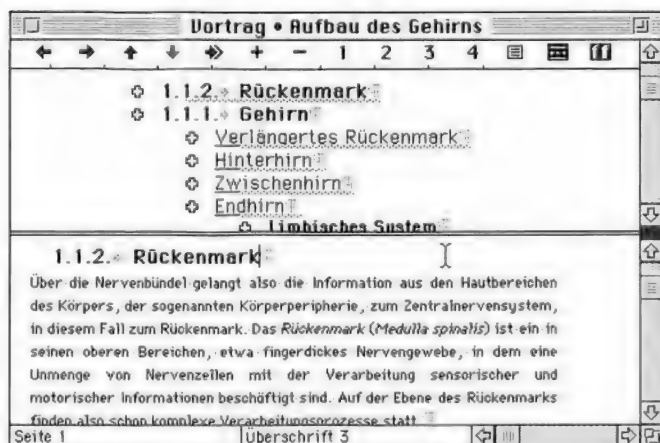 Vortrag • Aufbau des Gehirns
+ − 1 2 3 4
1.1.2. Rückenmark
1.1.1. Gehirn
Verlängertes Rückenmark
Hinterhirn
Zwischenhirn
Endhirn
Limbisches System
1.1.2. Rückenmark
Über die Nervenbündel gelangt also die Information aus den Hautbereichen
des Körpers, der sogenannten Körperperipherie, zum Zentralnervensystem,
in diesem Fall zum Rückenmark. Das Rückenmark (Medulla spinalis) ist ein in
seinen oberen Bereichen, etwa fingerdickes Nervengewebe, in dem eine
Unmenge von Nervenzellen mit der Verarbeitung sensorischer und
motorischer Informationen beschäftigt sind. Auf der Ebene des Rückenmarks
finden also schon komplexe Verarbeitungsprozesse statt
Seite 1 Überschrift 3